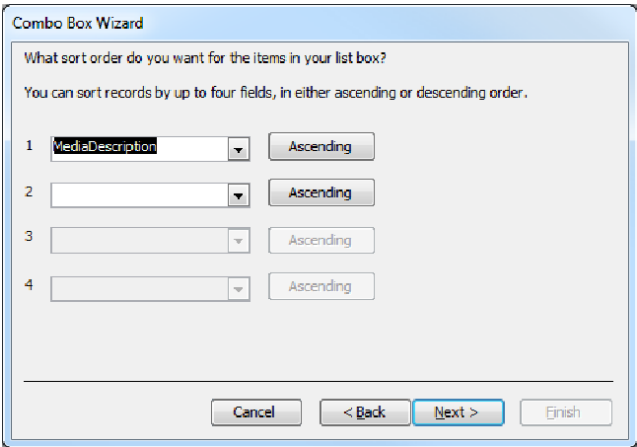 Combo Box Wizard
What sort order do you want for the items in your list box?
You can sort records by up to four fields, in either ascending or descending order.
1 MediaDescription Ascending
2 Ascending
3 Ascending
4 Ascending
Cancel < Back Next > Finish